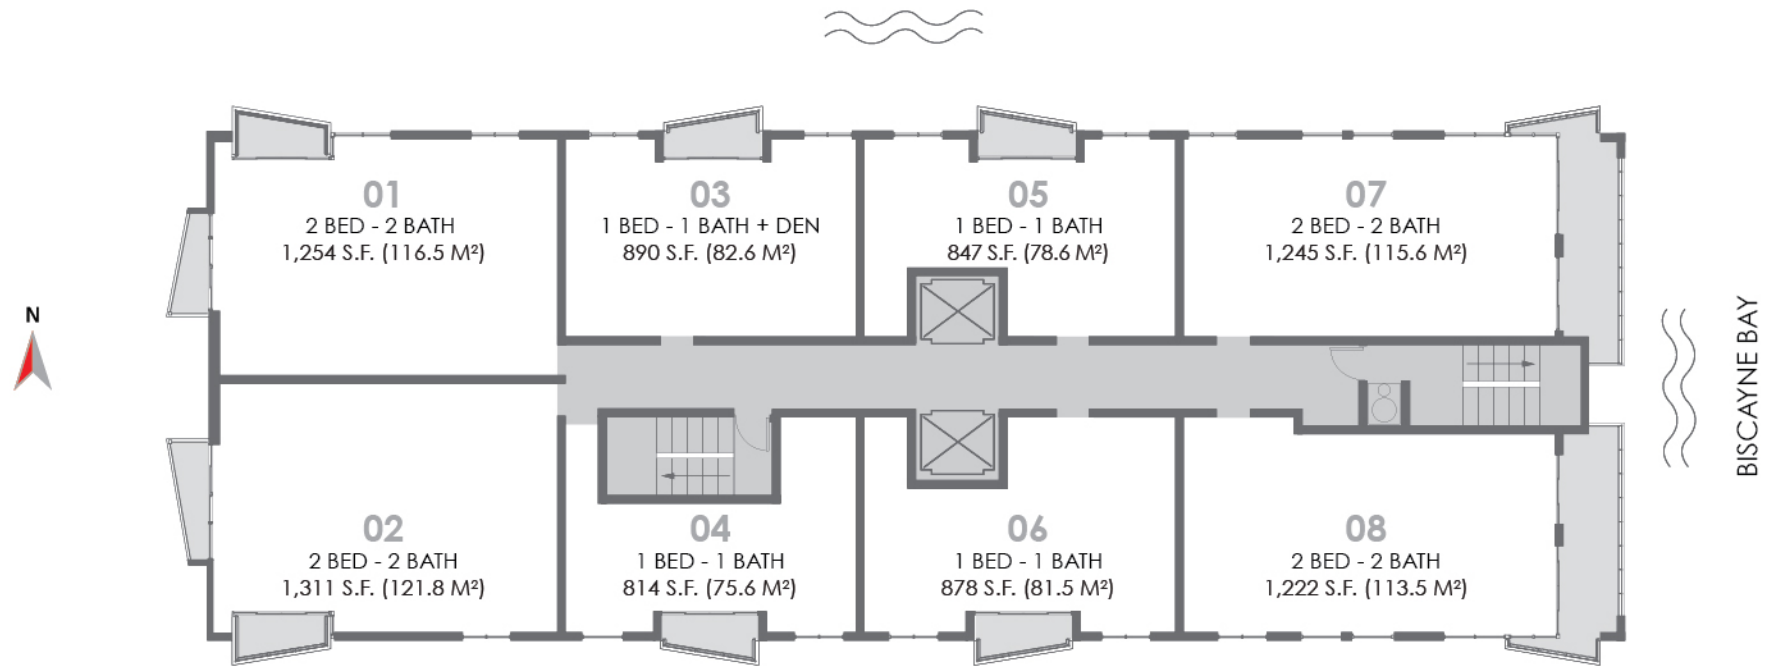 01
2 BED - 2 BATH
1,254 S.F. (116.5 M²)
03
1 BED - 1 BATH + DEN
890 S.F. (82.6 M²)
05
1 BED - 1 BATH
847 S.F. (78.6 M²)
07
2 BED - 2 BATH
1,245 S.F. (115.6 M²)
N
BISCAYNE BAY
02
2 BED - 2 BATH
1,311 S.F. (121.8 M²)
04
1 BED - 1 BATH
814 S.F. (75.6 M²)
06
1 BED - 1 BATH
878 S.F. (81.5 M²)
08
2 BED - 2 BATH
1,222 S.F. (113.5 M²)